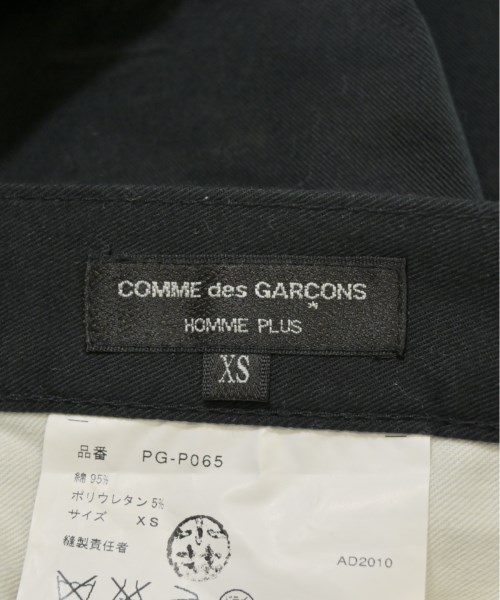 COMME des GARÇONS
HOMME PLUS
XS
品番 PG-P065
綿 95%
ポリウレタン 5%
サイズ XS
縫製責任者
AD2010